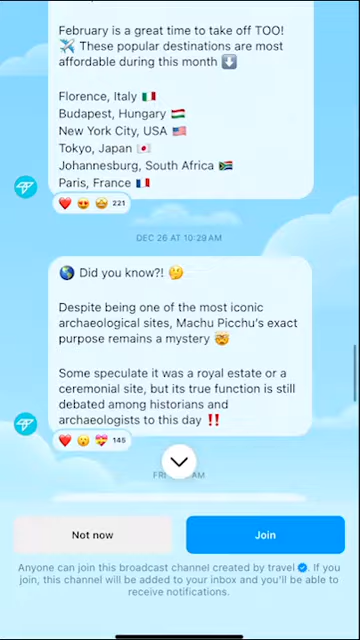 February is a great time to take off TOO!
✈️ These popular destinations are most
affordable during this month ⬇️
Florence, Italy 🇮🇹
Budapest, Hungary 🇭🇺
New York City, USA 🇺🇸
Tokyo, Japan 🇯🇵
Johannesburg, South Africa 🇿🇦
Paris, France 🇫🇷
❤️ 😍 🤩 221
DEC 26 AT 10:29 AM
🌎 Did you know?! 🤔
Despite being one of the most iconic
archaeological sites, Machu Picchu's exact
purpose remains a mystery 🤯
Some speculate it was a royal estate or a
ceremonial site, but its true function is still
debated among historians and
archaeologists to this day ‼️
❤️ 😮 💝 145
FRI AM
Not now
Join
Anyone can join this broadcast channel created by travel. If you
join, this channel will be added to your inbox and you'll be able to
receive notifications.